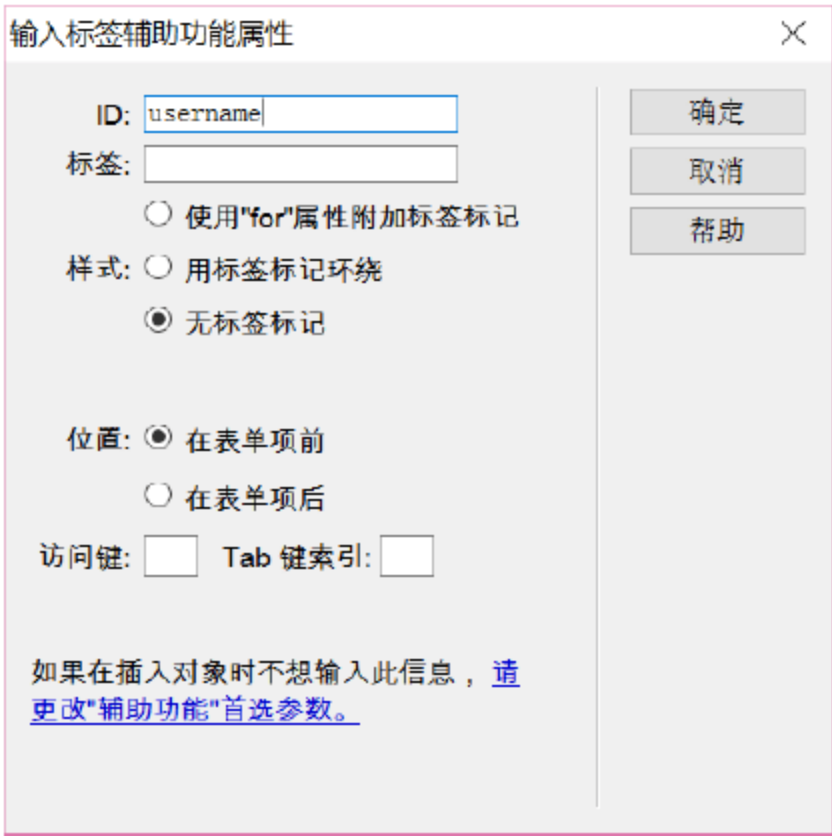 输入标签辅助功能属性
ID: username
确定
标签:
取消
使用"for"属性附加标签标记
帮助
样式: 用标签标记环绕
无标签标记
位置: 在表单项前
在表单项后
访问键: Tab 键索引:
如果在插入对象时不想输入此信息，请
更改"辅助功能"首选参数。